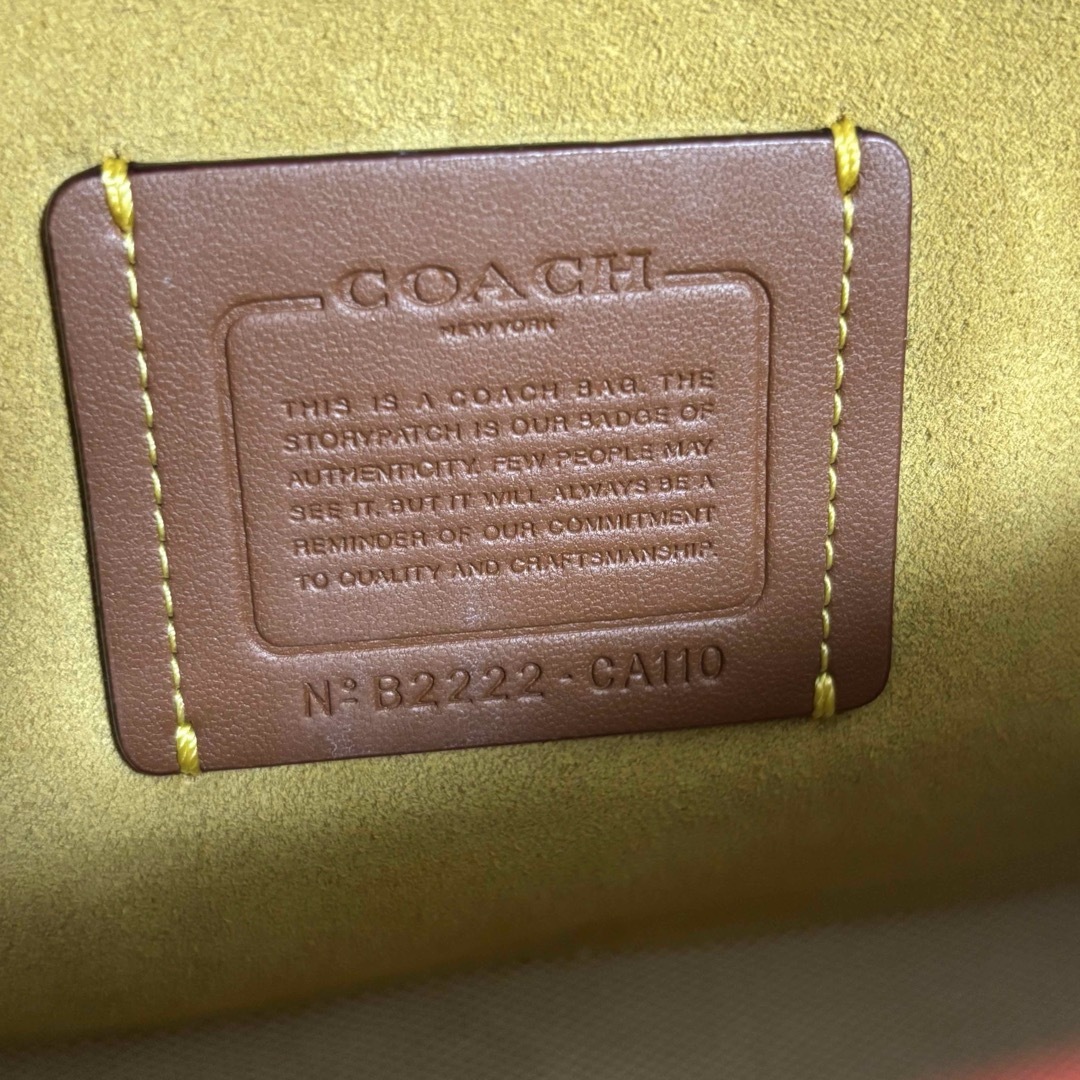 COACH
NEW YORK
THIS IS A COACH BAG. THE
STORYPATCH IS OUR BADGE OF
AUTHENTICITY. FEW PEOPLE MAY
SEE IT, BUT IT WILL ALWAYS BE A
REMINDER OF OUR COMMITMENT
TO QUALITY AND CRAFTSMANSHIP.
Nº B2222 · CA110